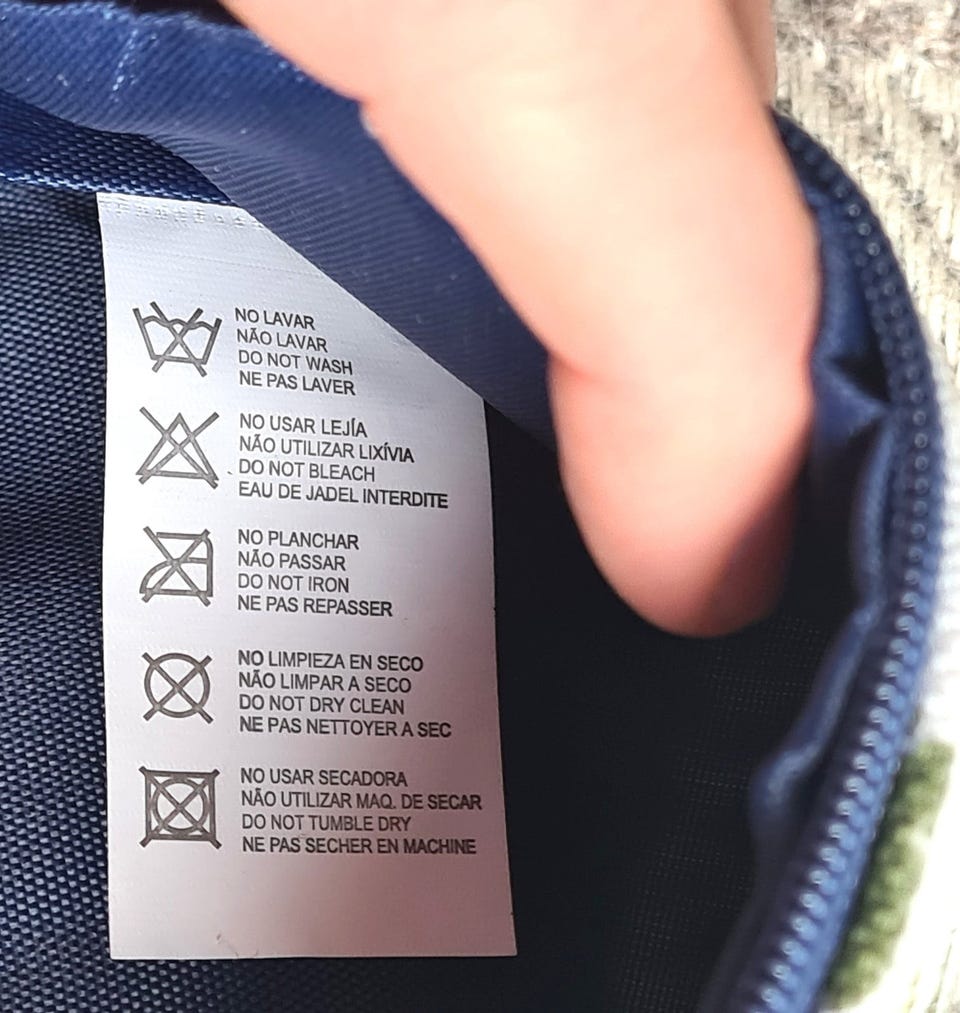 NO LAVAR
NÃO LAVAR
DO NOT WASH
NE PAS LAVER
NO USAR LEJÍA
NÃO UTILIZAR LIXÍVIA
DO NOT BLEACH
EAU DE JADEL INTERDITE
NO PLANCHAR
NÃO PASSAR
DO NOT IRON
NE PAS REPASSER
NO LIMPIEZA EN SECO
NÃO LIMPAR A SECO
DO NOT DRY CLEAN
NE PAS NETTOYER A SEC
NO USAR SECADORA
NÃO UTILIZAR MAQ. DE SECAR
DO NOT TUMBLE DRY
NE PAS SECHER EN MACHINE